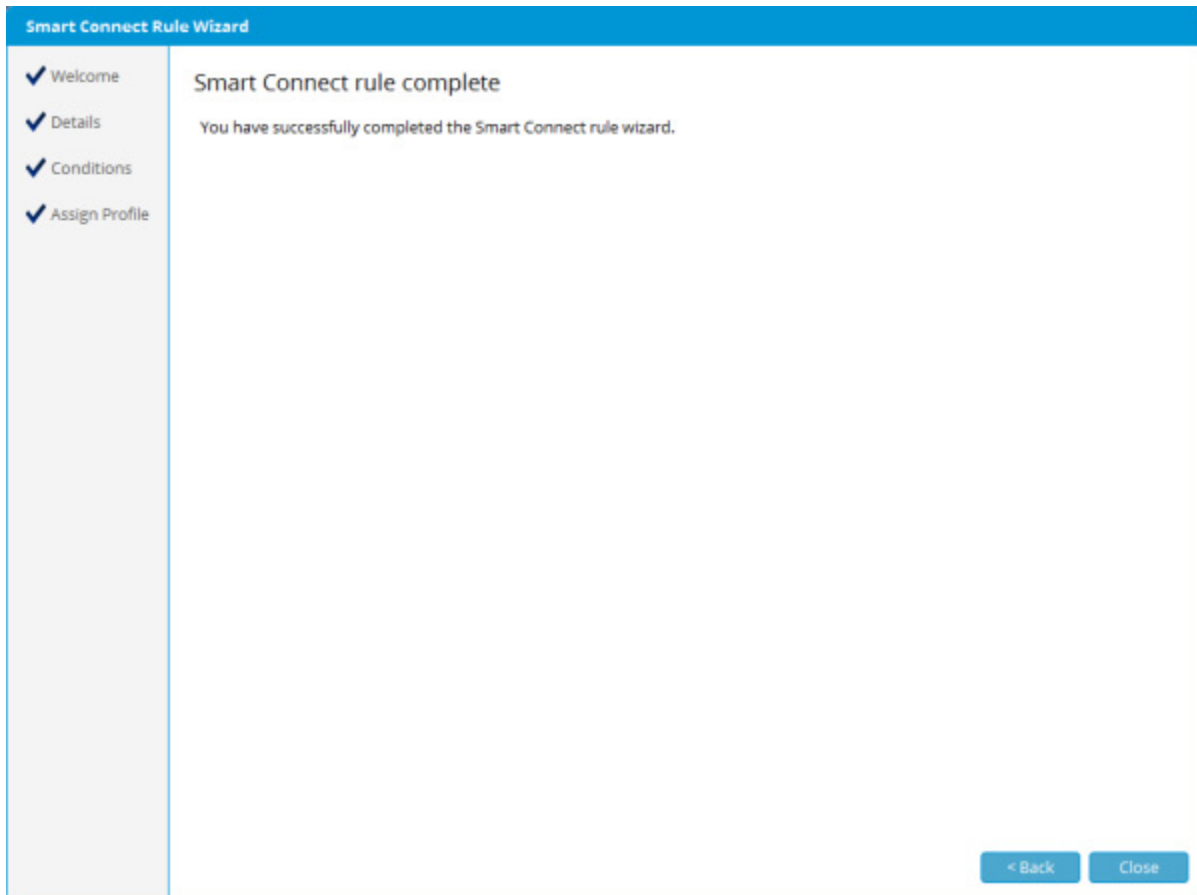 Smart Connect Rule Wizard
Welcome
Details
Conditions
Assign Profile
Smart Connect rule complete
You have successfully completed the Smart Connect rule wizard.
< Back
Close